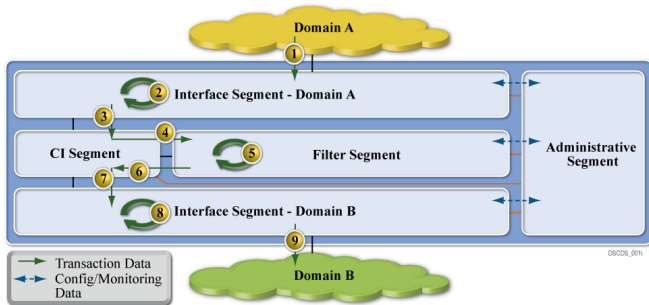 Domain A
1
2
Interface Segment - Domain A
3
4
CI Segment
5
Filter Segment
Administrative
Segment
6
7
8
Interface Segment - Domain B
9
DSCDS_001i
Transaction Data
Config/Monitoring
Data
Domain B